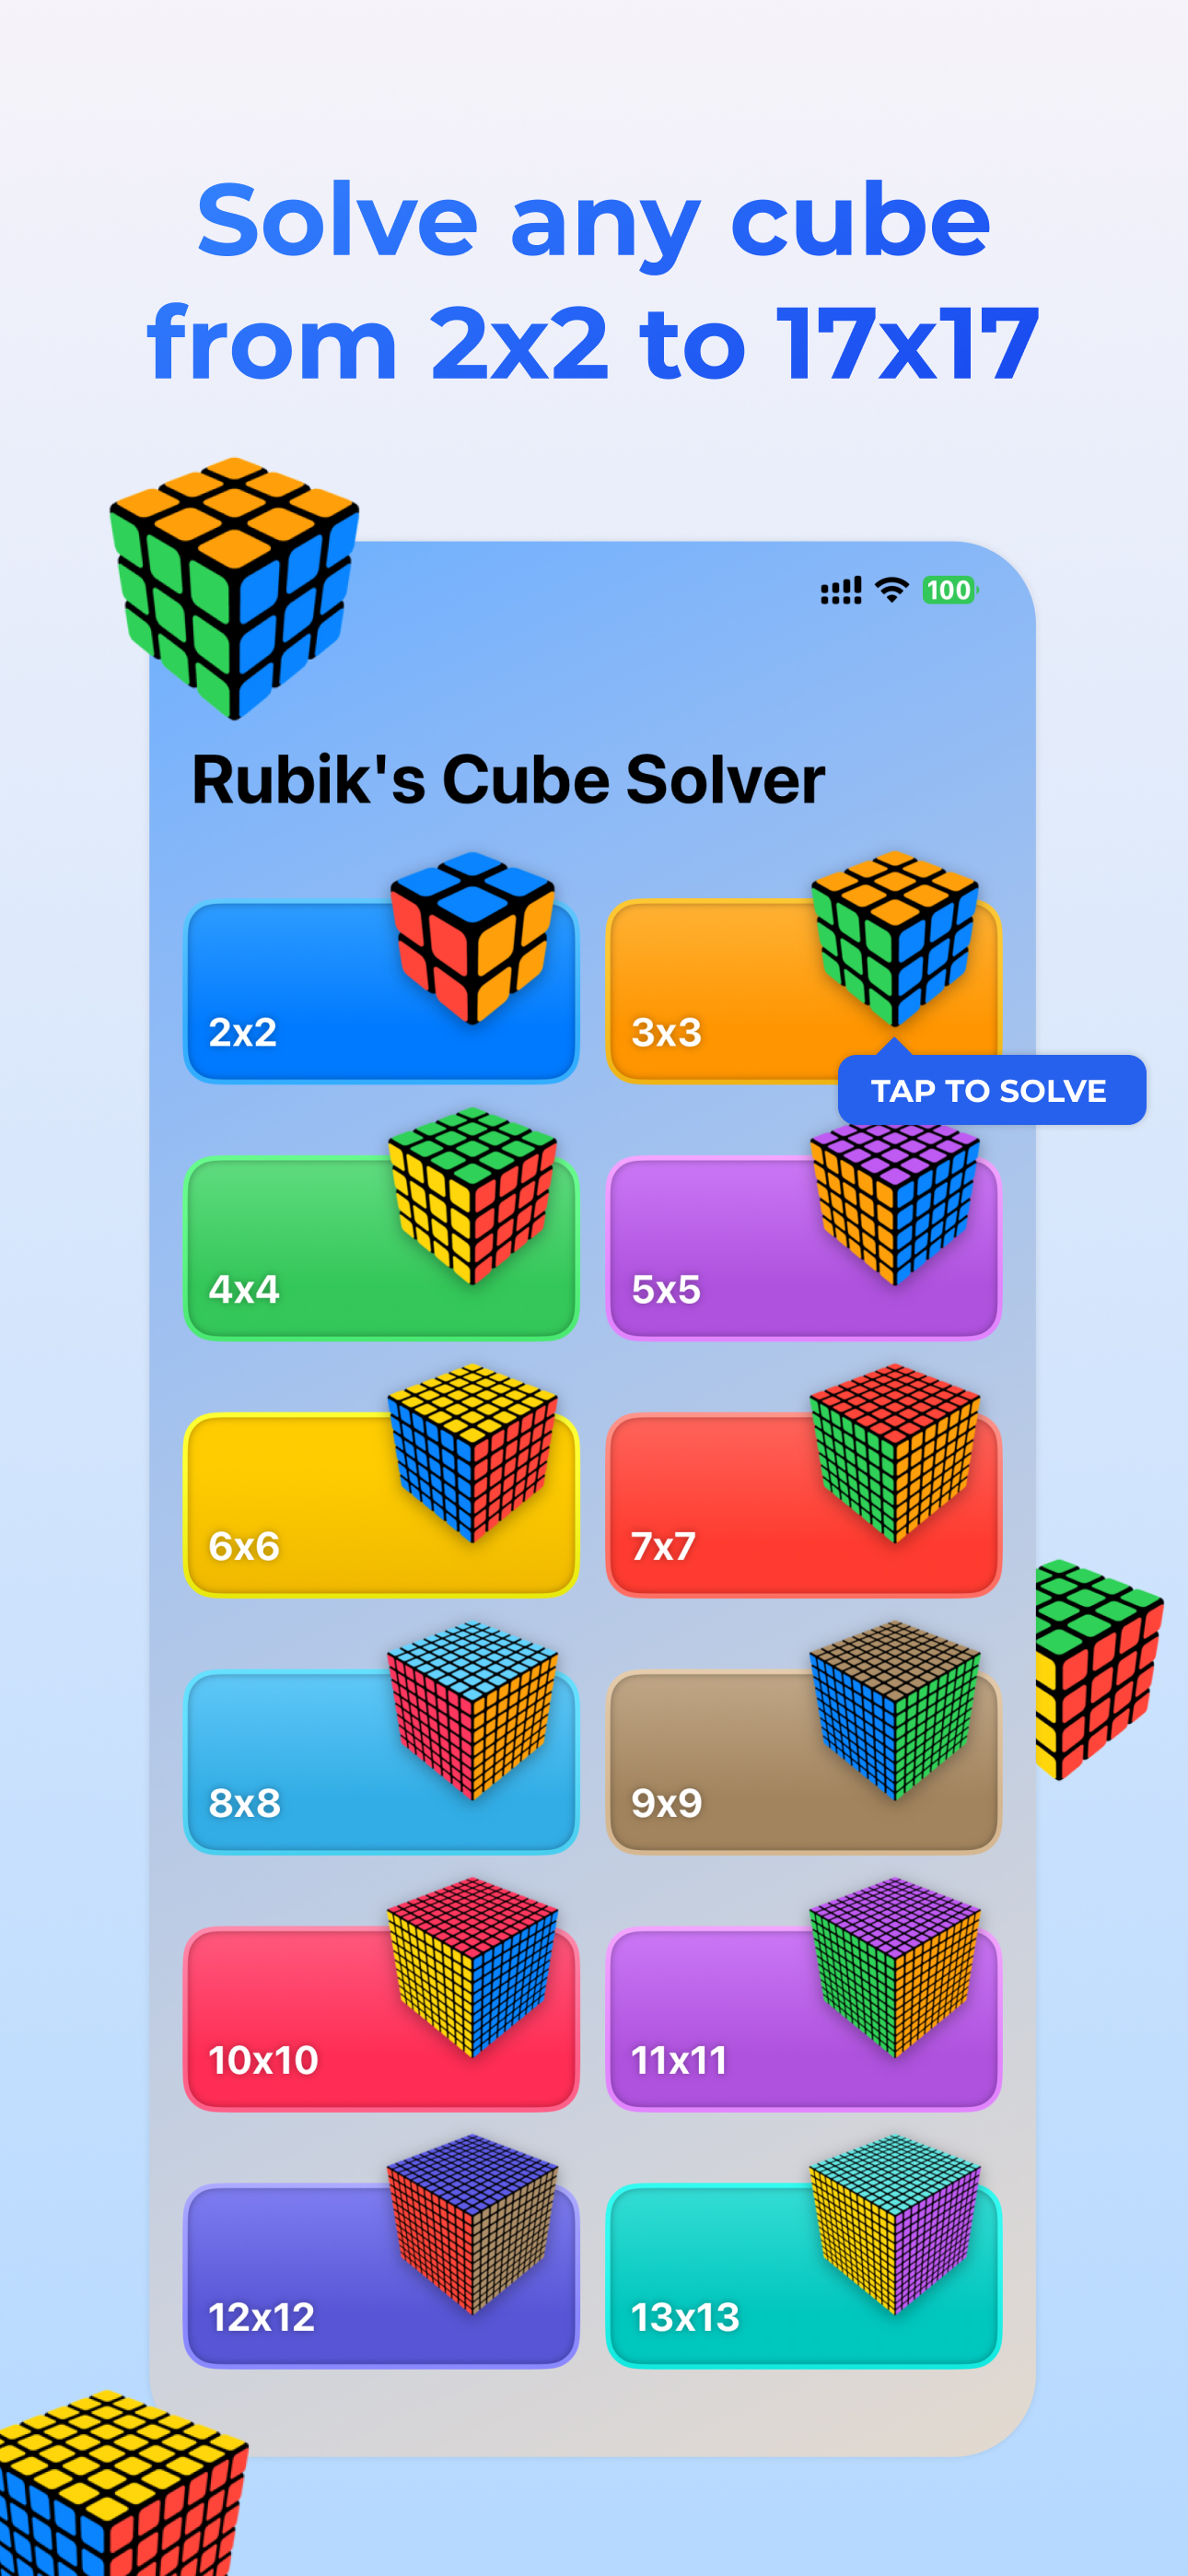 Solve any cube
from 2x2 to 17x17
100
Rubik's Cube Solver
2x2
3x3
TAP TO SOLVE
4x4
5x5
6x6
7x7
8x8
9x9
10x10
11x11
12x12
13x13